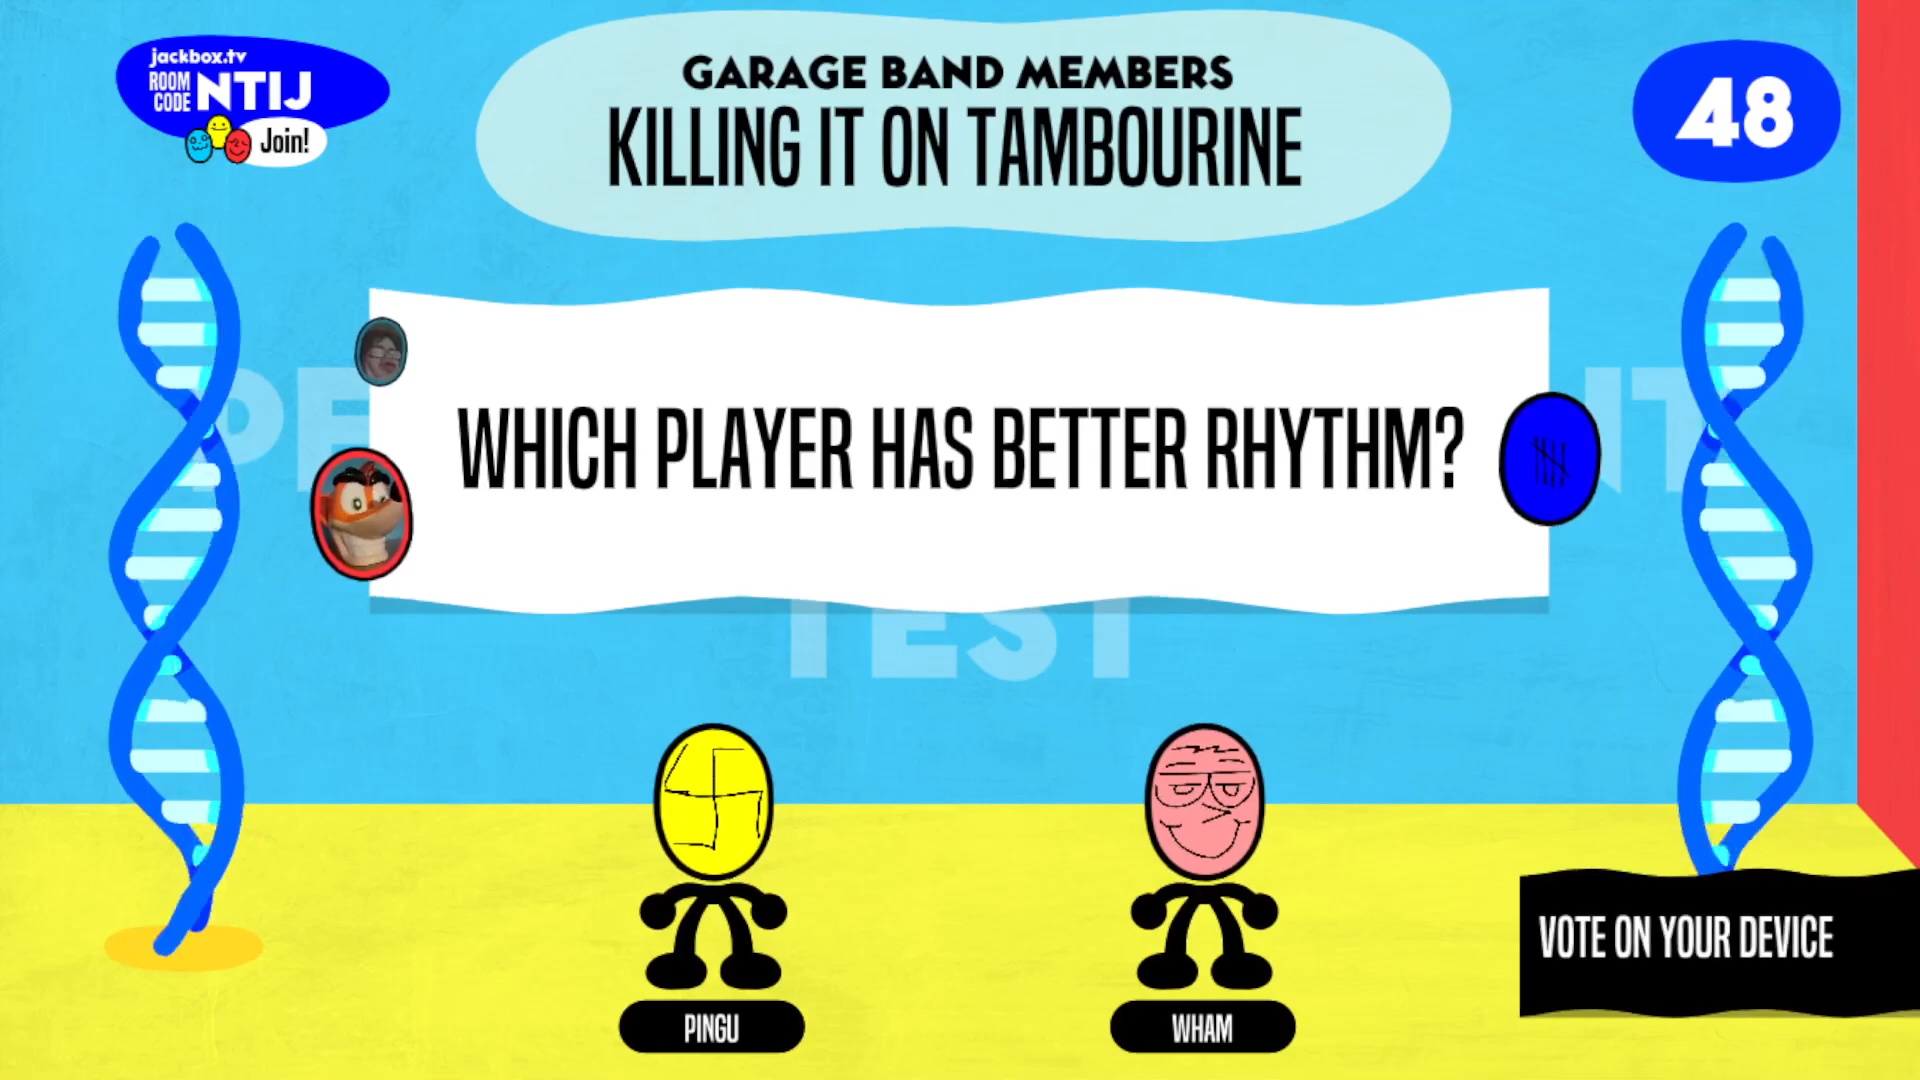 jackbox.tv
ROOM CODE NTIJ
Join!
GARAGE BAND MEMBERS
KILLING IT ON TAMBOURINE
48
WHICH PLAYER HAS BETTER RHYTHM?
TEST
PINGU
WHAM
VOTE ON YOUR DEVICE